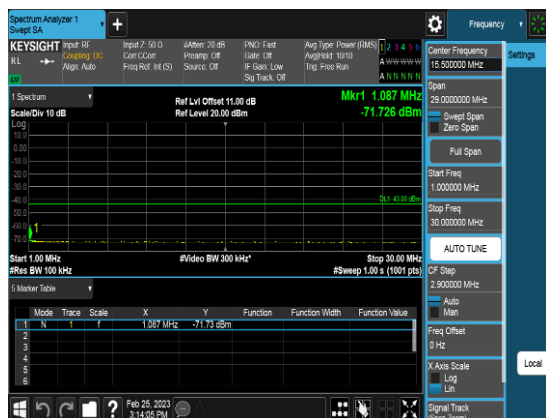 Spectrum Analyzer 1
Swept SA
Frequency
KEYSIGHT
RL
Input: RF
Coupling: DC
Align: Auto
Input Z: 50 Ω
Corr CCorr
Freq Ref: Int (S)
#Atten: 20 dB
Preamp: Off
Source: Off
PNO: Fast
Gate: Off
IF Gain: Low
Sig Track: Off
Avg Type: Power (RMS)
Avg|Hold: 10/10
Trig: Free Run
1 2 3 4 5 6
A W W W W W
A N N N N N
1 Spectrum
Scale/Div 10 dB
Ref Lvl Offset 11.00 dB
Ref Level 20.00 dBm
Mkr1 1.087 MHz
-71.726 dBm
Log
10.0
0.00
-10.0
-20.0
-30.0
-40.0
-50.0
-60.0
-70.0
1
Start 1.00 MHz
#Res BW 100 kHz
#Video BW 300 kHz*
Stop 30.00 MHz
#Sweep 1.00 s (1001 pts)
5 Marker Table
Mode Trace Scale X Y Function Function Width Function Value
1 N 1 f 1.087 MHz -71.73 dBm
2
3
4
5
6
Feb 25, 2023
3:14:05 PM
Center Frequency
15.500000 MHz
Settings
Span
29.0000000 MHz
Swept Span
Zero Span
Full Span
Start Freq
1.000000 MHz
Stop Freq
30.000000 MHz
AUTO TUNE
CF Step
2.900000 MHz
Auto
Man
Freq Offset
0 Hz
X Axis Scale
Log
Lin
Local
Signal Track